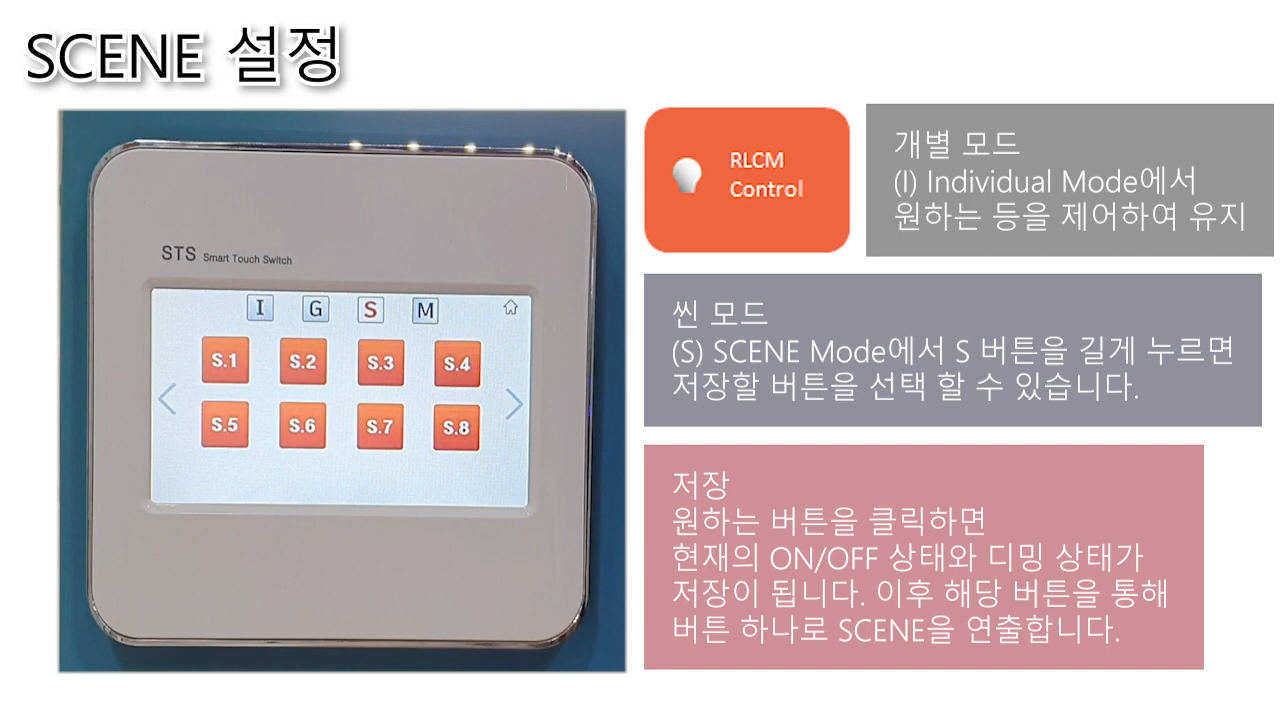 SCENE 설정
STS Smart Touch Switch
I G S M
S.1 S.2 S.3 S.4
S.5 S.6 S.7 S.8
RLCM
Control
개별 모드
(I) Individual Mode에서
원하는 등을 제어하여 유지
씬 모드
(S) SCENE Mode에서 S 버튼을 길게 누르면
저장할 버튼을 선택 할 수 있습니다.
저장
원하는 버튼을 클릭하면
현재의 ON/OFF 상태와 디밍 상태가
저장이 됩니다. 이후 해당 버튼을 통해
버튼 하나로 SCENE을 연출합니다.